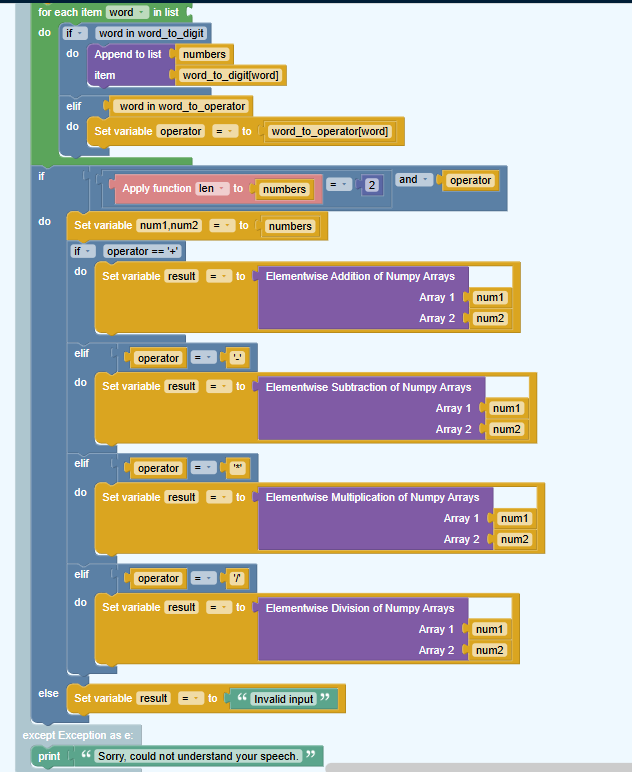 for each item word in list
do if word in word_to_digit
do Append to list numbers
item word_to_digit[word]
elif word in word_to_operator
do Set variable operator = to word_to_operator[word]
if Apply function len to numbers = 2 and operator
do Set variable num1,num2 = to numbers
if operator == '+'
do Set variable result = to Elementwise Addition of Numpy Arrays
Array 1 num1
Array 2 num2
elif operator = '-'
do Set variable result = to Elementwise Subtraction of Numpy Arrays
Array 1 num1
Array 2 num2
elif operator = '*'
do Set variable result = to Elementwise Multiplication of Numpy Arrays
Array 1 num1
Array 2 num2
elif operator = '/'
do Set variable result = to Elementwise Division of Numpy Arrays
Array 1 num1
Array 2 num2
else Set variable result = to “ Invalid input ”
except Exception as e:
print “ Sorry, could not understand your speech. ”